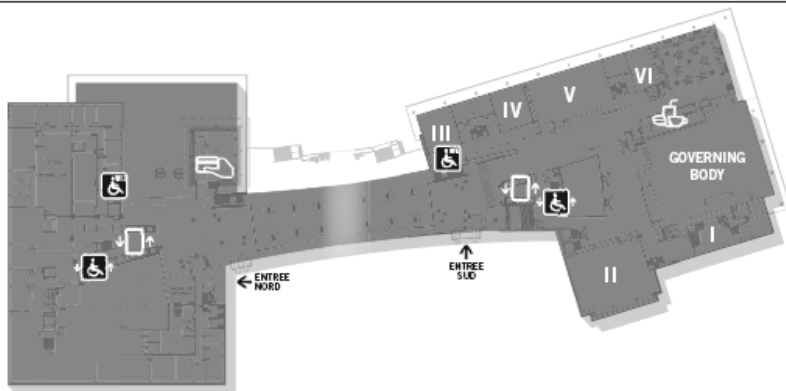 VI
V
IV
III
GOVERNING
BODY
I
II
ENTREE
NORD
ENTREE
SUD